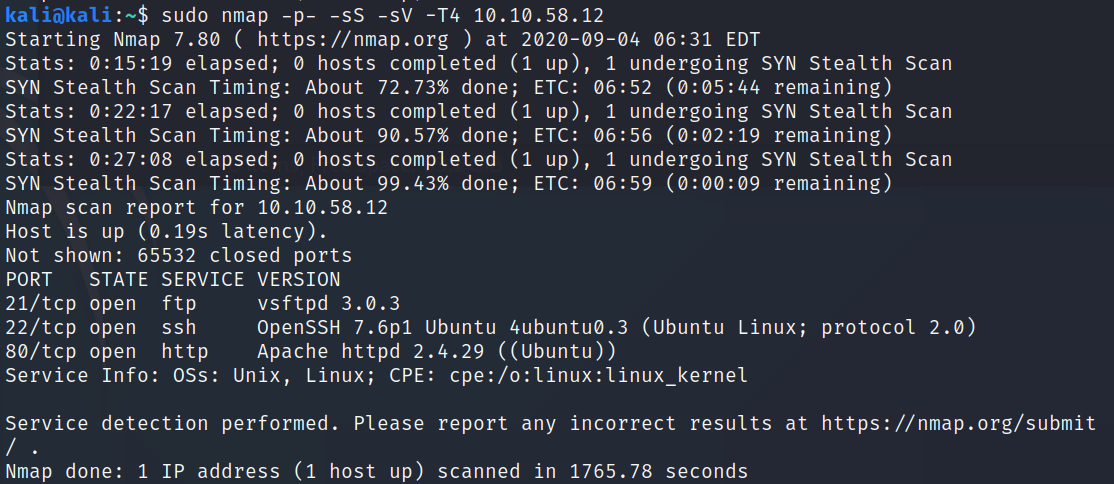 kali@kali:~$ sudo nmap -p- -sS -sV -T4 10.10.58.12
Starting Nmap 7.80 ( https://nmap.org ) at 2020-09-04 06:31 EDT
Stats: 0:15:19 elapsed; 0 hosts completed (1 up), 1 undergoing SYN Stealth Scan
SYN Stealth Scan Timing: About 72.73% done; ETC: 06:52 (0:05:44 remaining)
Stats: 0:22:17 elapsed; 0 hosts completed (1 up), 1 undergoing SYN Stealth Scan
SYN Stealth Scan Timing: About 90.57% done; ETC: 06:56 (0:02:19 remaining)
Stats: 0:27:08 elapsed; 0 hosts completed (1 up), 1 undergoing SYN Stealth Scan
SYN Stealth Scan Timing: About 99.43% done; ETC: 06:59 (0:00:09 remaining)
Nmap scan report for 10.10.58.12
Host is up (0.19s latency).
Not shown: 65532 closed ports
PORT   STATE SERVICE VERSION
21/tcp open  ftp     vsftpd 3.0.3
22/tcp open  ssh     OpenSSH 7.6p1 Ubuntu 4ubuntu0.3 (Ubuntu Linux; protocol 2.0)
80/tcp open  http    Apache httpd 2.4.29 ((Ubuntu))
Service Info: OSs: Unix, Linux; CPE: cpe:/o:linux:linux_kernel

Service detection performed. Please report any incorrect results at https://nmap.org/submit
/ .
Nmap done: 1 IP address (1 host up) scanned in 1765.78 seconds